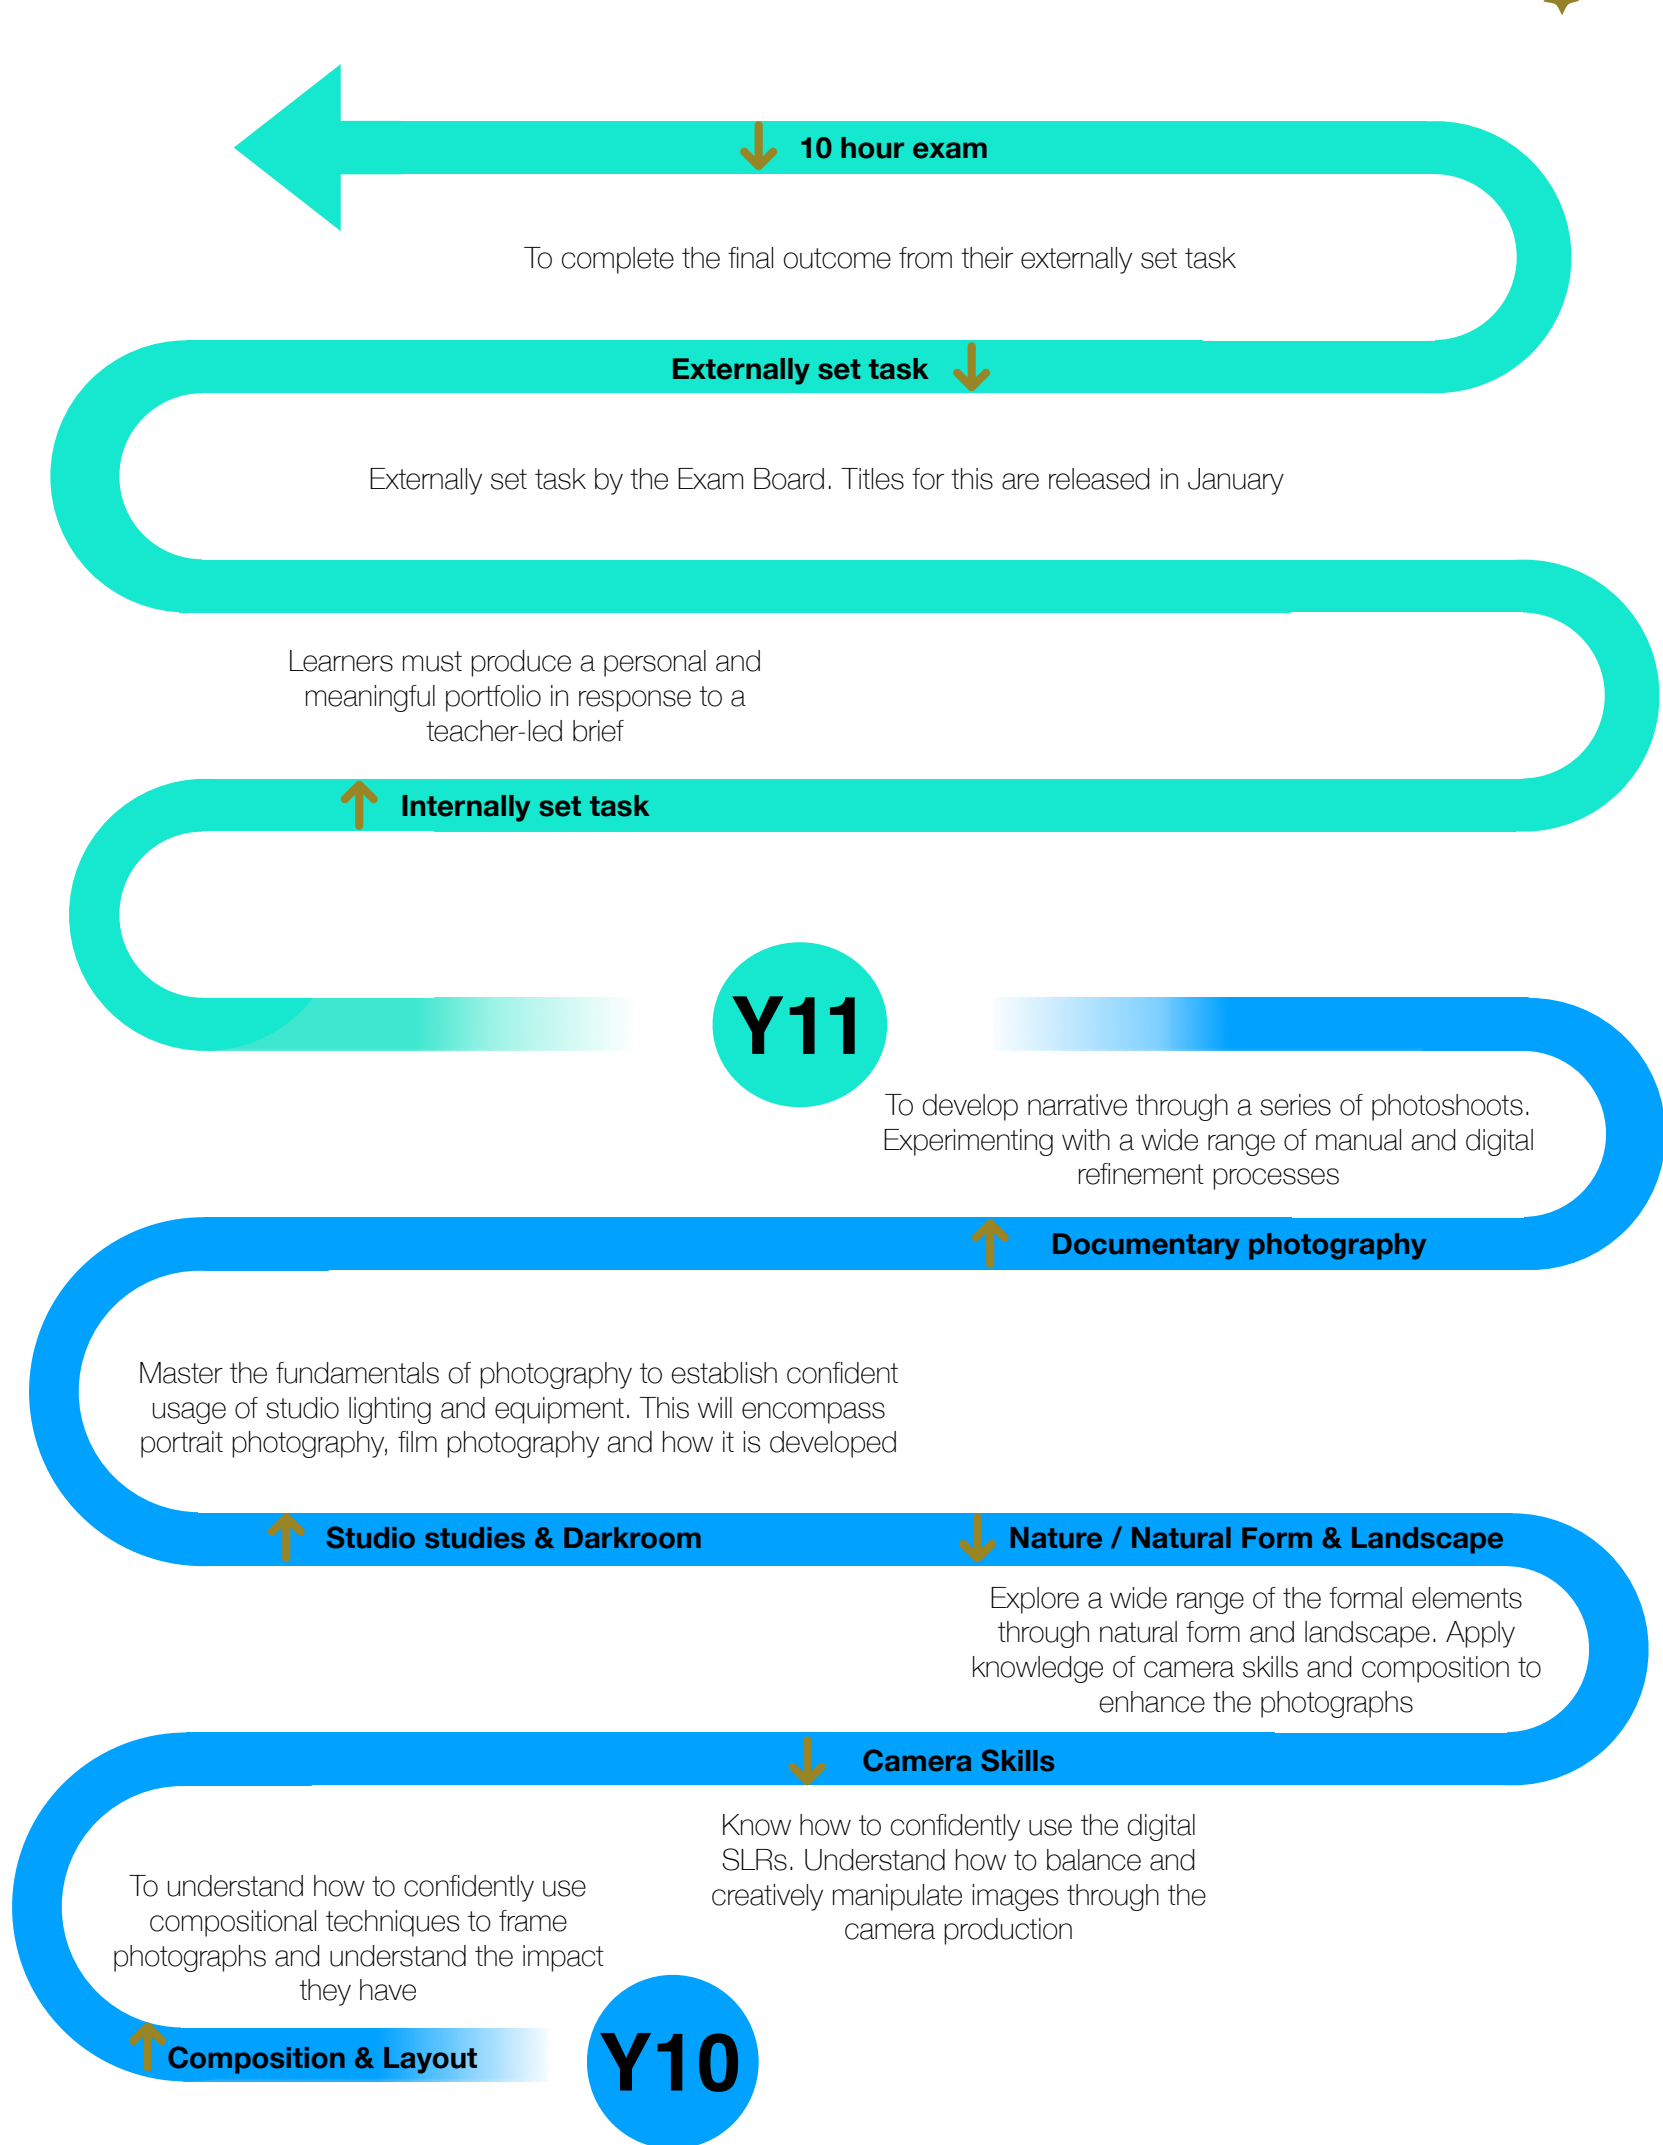 10 hour exam
To complete the final outcome from their externally set task
Externally set task
Externally set task by the Exam Board. Titles for this are released in January
Learners must produce a personal and
meaningful portfolio in response to a
teacher-led brief
Internally set task
Y11
To develop narrative through a series of photoshoots.
Experimenting with a wide range of manual and digital
refinement processes
Documentary photography
Master the fundamentals of photography to establish confident
usage of studio lighting and equipment. This will encompass
portrait photography, film photography and how it is developed
Studio studies & Darkroom
Nature / Natural Form & Landscape
Explore a wide range of the formal elements
through natural form and landscape. Apply
knowledge of camera skills and composition to
enhance the photographs
Camera Skills
Know how to confidently use the digital
SLRs. Understand how to balance and
creatively manipulate images through the
camera production
To understand how to confidently use
compositional techniques to frame
photographs and understand the impact
they have
Composition & Layout
Y10